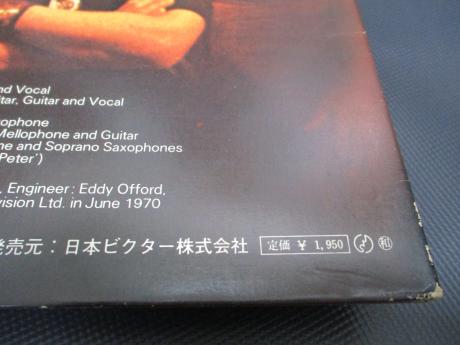 nd Vocal
itar, Guitar and Vocal
ophone
Mellophone and Guitar
ne and Soprano Saxophones
Peter')
. Engineer: Eddy Offord,
vision Ltd. in June 1970
発売元：日本ビクター株式会社 定価 ¥ 1,950 ㊐